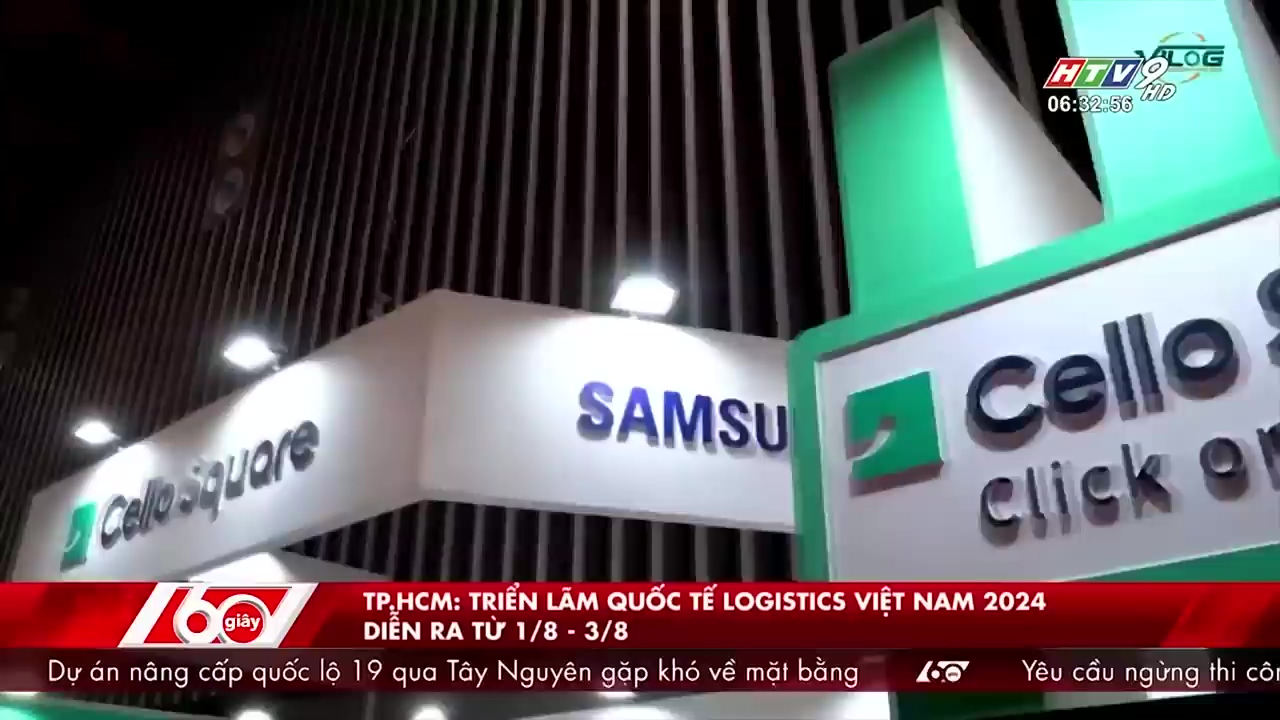 VILOG
HTV9
HD
06:32:56
SAMSU
Cello Square
Cello
Click
60 giây
TP.HCM: TRIỂN LÃM QUỐC TẾ LOGISTICS VIỆT NAM 2024
DIỄN RA TỪ 1/8 - 3/8
Dự án nâng cấp quốc lộ 19 qua Tây Nguyên gặp khó về mặt bằng
60
Yêu cầu ngừng thi côn